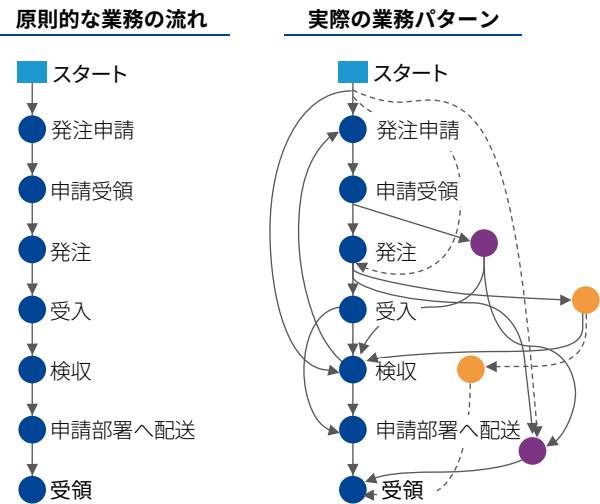 原則的な業務の流れ
スタート
発注申請
申請受領
発注
受入
検収
申請部署へ配送
受領
実際の業務パターン
スタート
発注申請
申請受領
発注
受入
検収
申請部署へ配送
受領